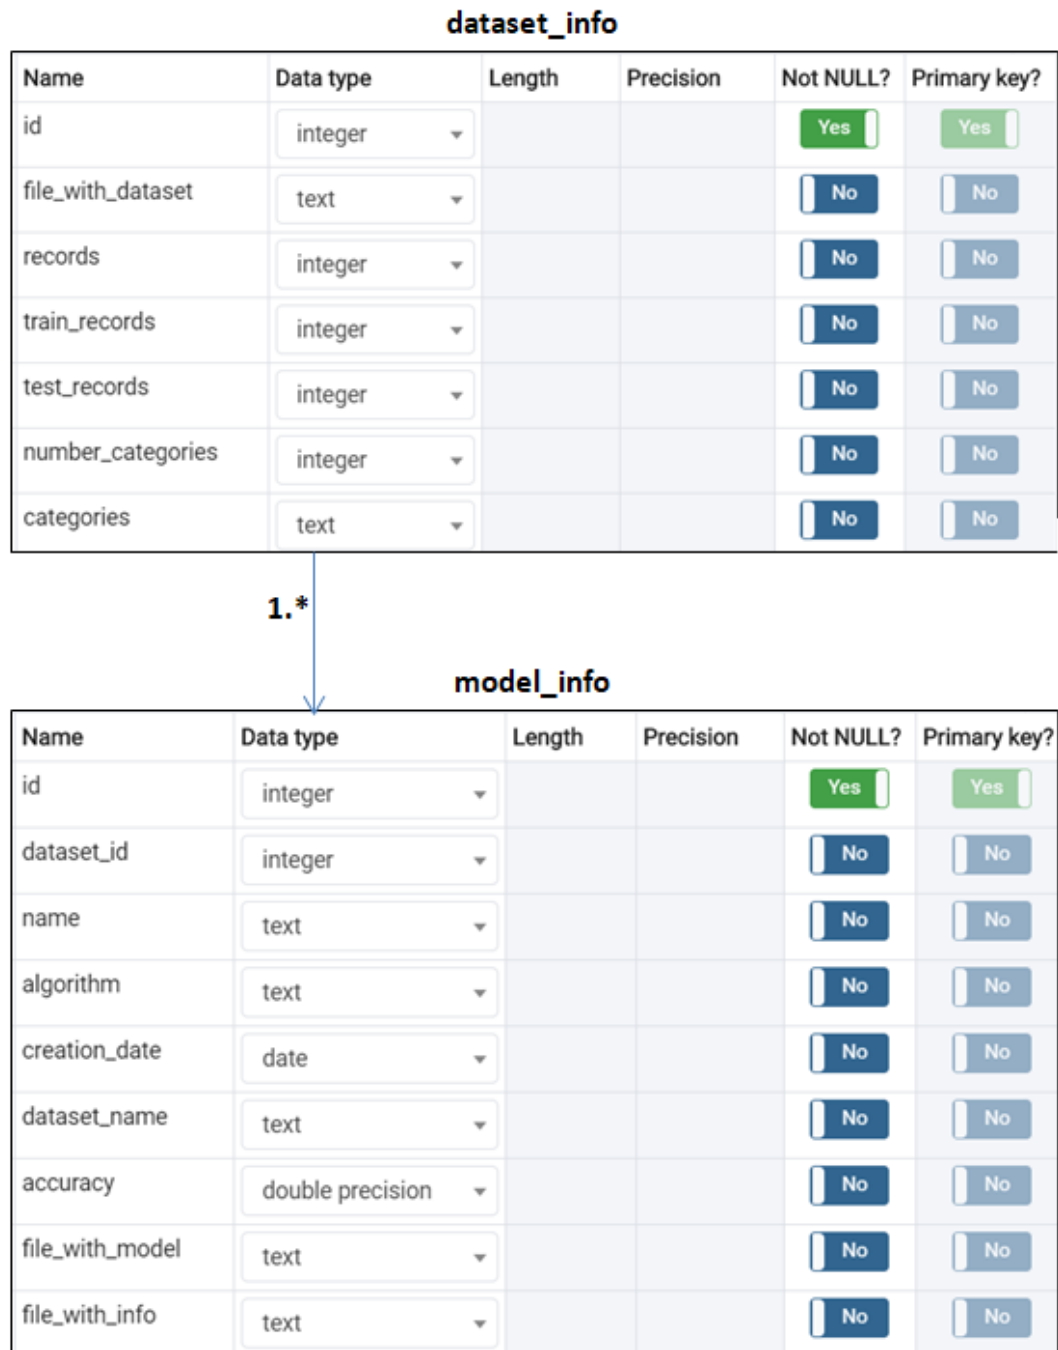 dataset_info
Name Data type Length Precision Not NULL? Primary key?
id integer Yes Yes
file_with_dataset text No No
records integer No No
train_records integer No No
test_records integer No No
number_categories integer No No
categories text No No
1.*
model_info
Name Data type Length Precision Not NULL? Primary key?
id integer Yes Yes
dataset_id integer No No
name text No No
algorithm text No No
creation_date date No No
dataset_name text No No
accuracy double precision No No
file_with_model text No No
file_with_info text No No